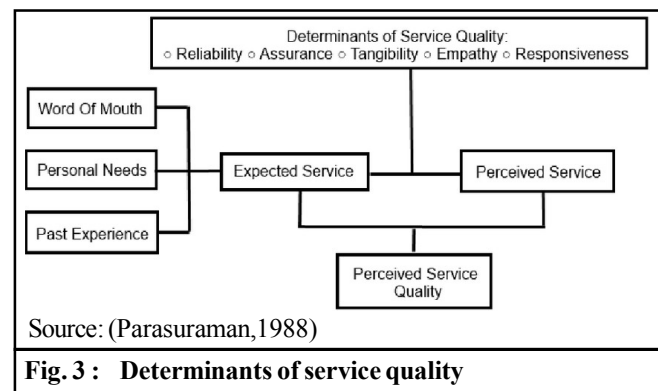 Determinants of Service Quality:
○ Reliability ○ Assurance ○ Tangibility ○ Empathy ○ Responsiveness
Word Of Mouth
Personal Needs
Past Experience
Expected Service
Perceived Service
Perceived Service
Quality
Source: (Parasuraman,1988)
Fig. 3 : Determinants of service quality